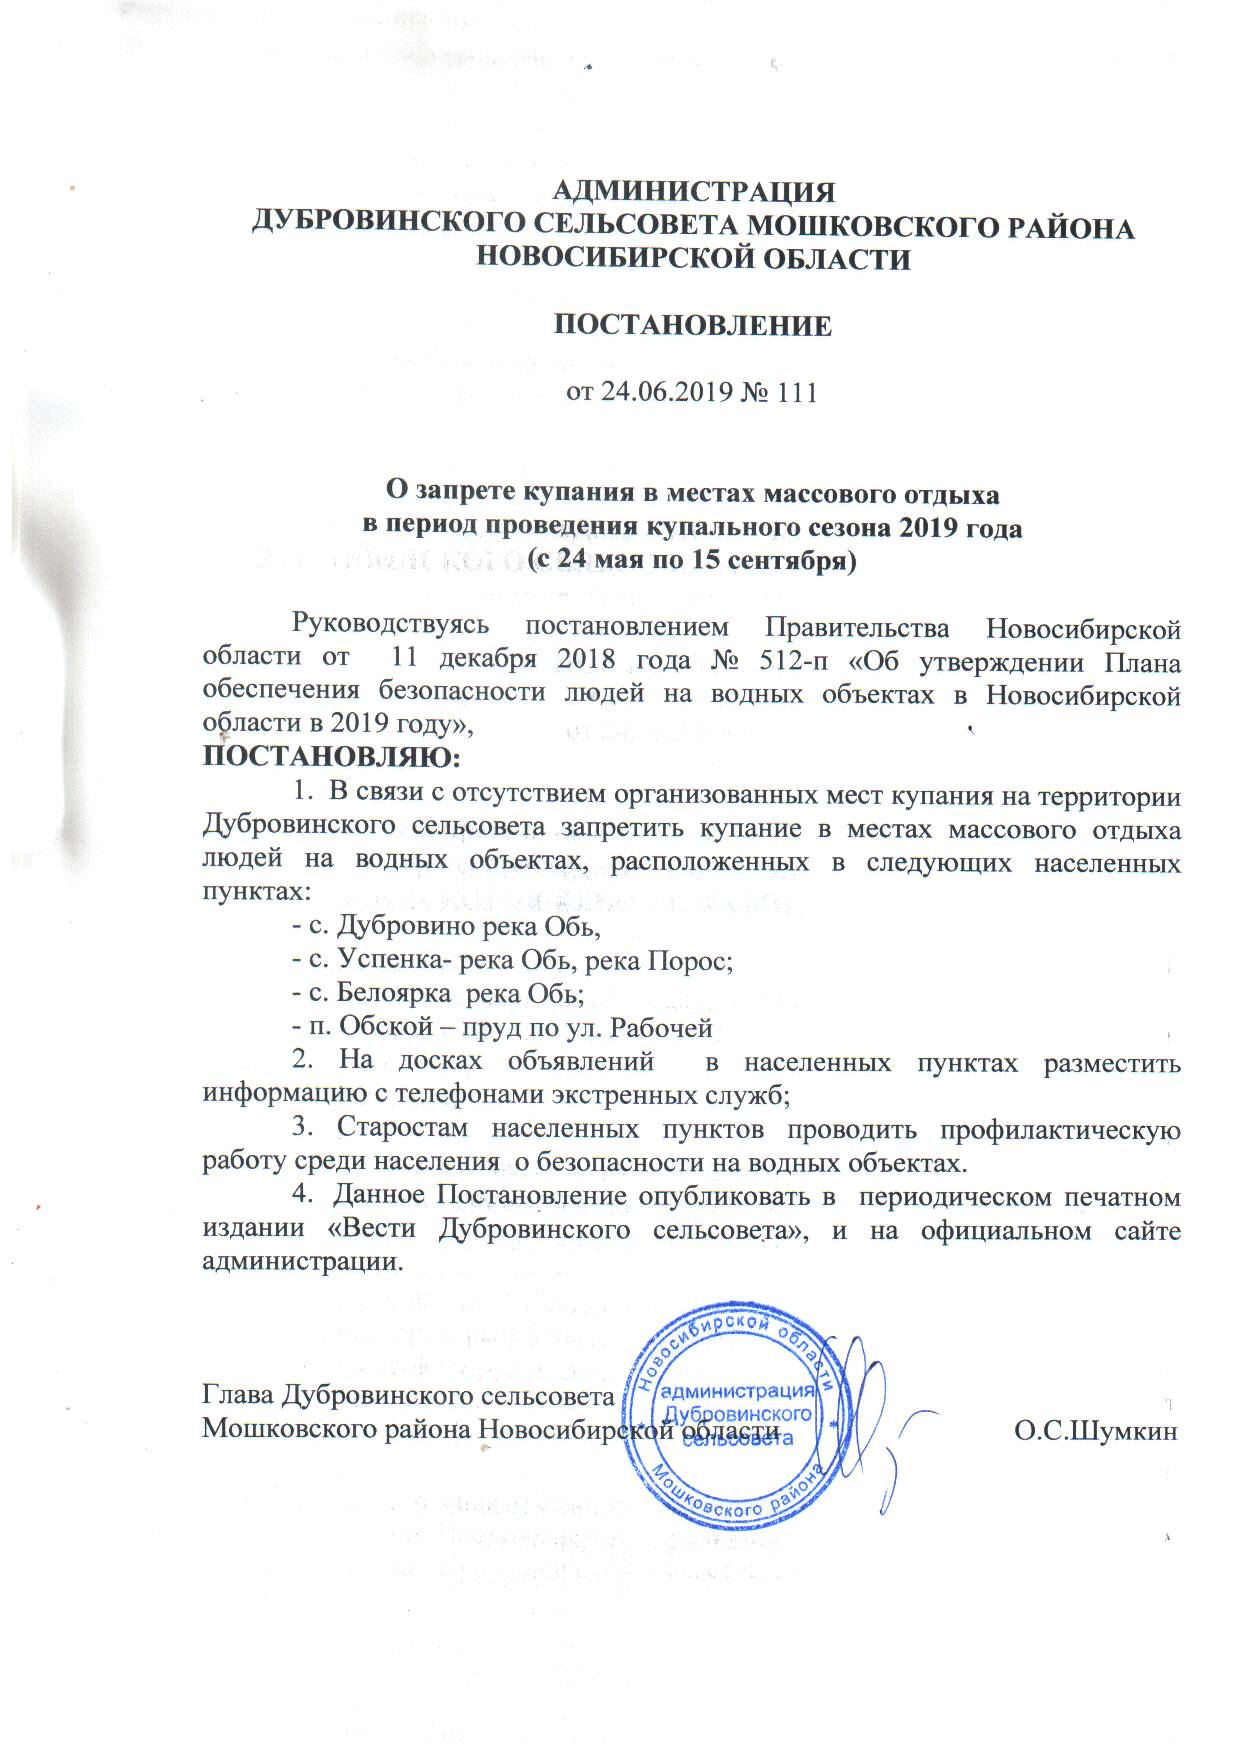 АДМИНИСТРАЦИЯ
ДУБРОВИНСКОГО СЕЛЬСОВЕТА МОШКОВСКОГО РАЙОНА
НОВОСИБИРСКОЙ ОБЛАСТИ
ПОСТАНОВЛЕНИЕ
от 24.06.2019 № 111
О запрете купания в местах массового отдыха
в период проведения купального сезона 2019 года
(с 24 мая по 15 сентября)
Руководствуясь постановлением Правительства Новосибирской
области от 11 декабря 2018 года № 512-п «Об утверждении Плана
обеспечения безопасности людей на водных объектах в Новосибирской
области в 2019 году»,
ПОСТАНОВЛЯЮ:
1. В связи с отсутствием организованных мест купания на территории
Дубровинского сельсовета запретить купание в местах массового отдыха
людей на водных объектах, расположенных в следующих населенных
пунктах:
- с. Дубровино река Обь,
- с. Успенка- река Обь, река Порос;
- с. Белоярка река Обь;
- п. Обской – пруд по ул. Рабочей
2. На досках объявлений в населенных пунктах разместить
информацию с телефонами экстренных служб;
3. Старостам населенных пунктов проводить профилактическую
работу среди населения о безопасности на водных объектах.
4. Данное Постановление опубликовать в периодическом печатном
издании «Вести Дубровинского сельсовета», и на официальном сайте
администрации.
Глава Дубровинского сельсовета
Мошковского района Новосибирской области О.С.Шумкин
Новосибирской области
администрация
Дубровинского
сельсовета
* *
Мошковского района